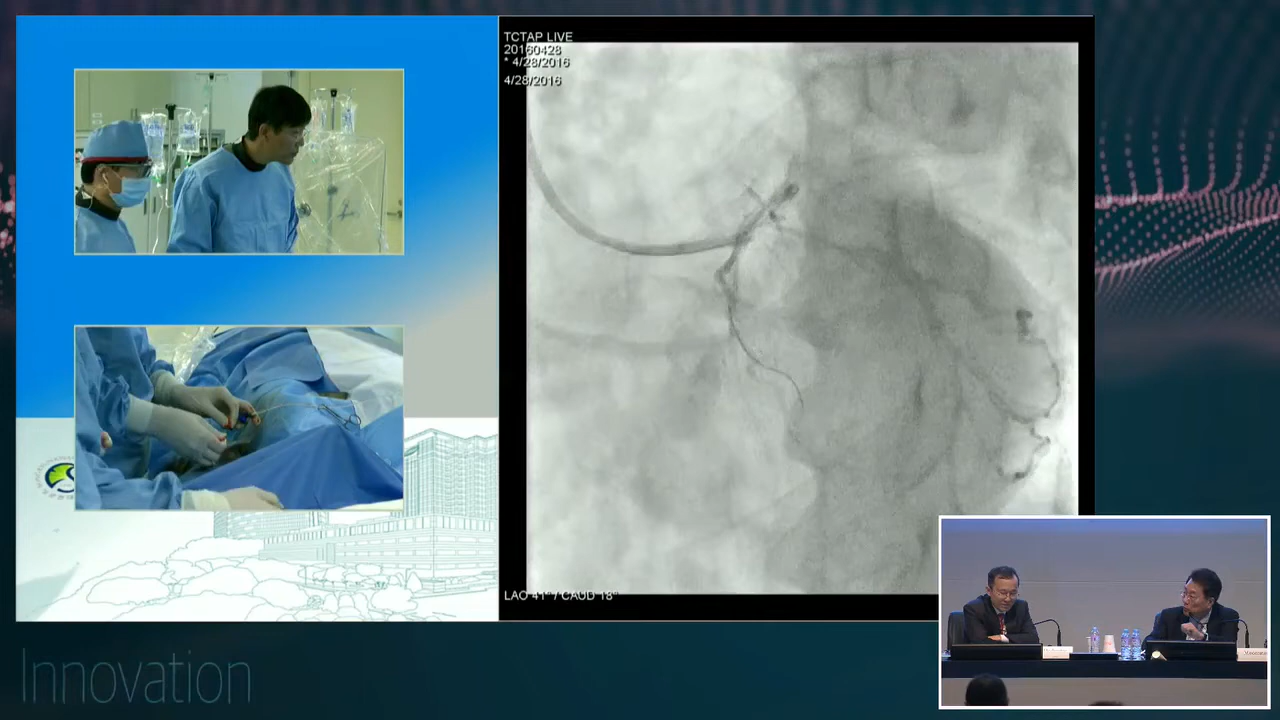 TCTAP LIVE
20160428
* 4/28/2016
4/28/2016
LAO 41° / CAUD 18°
Innovation